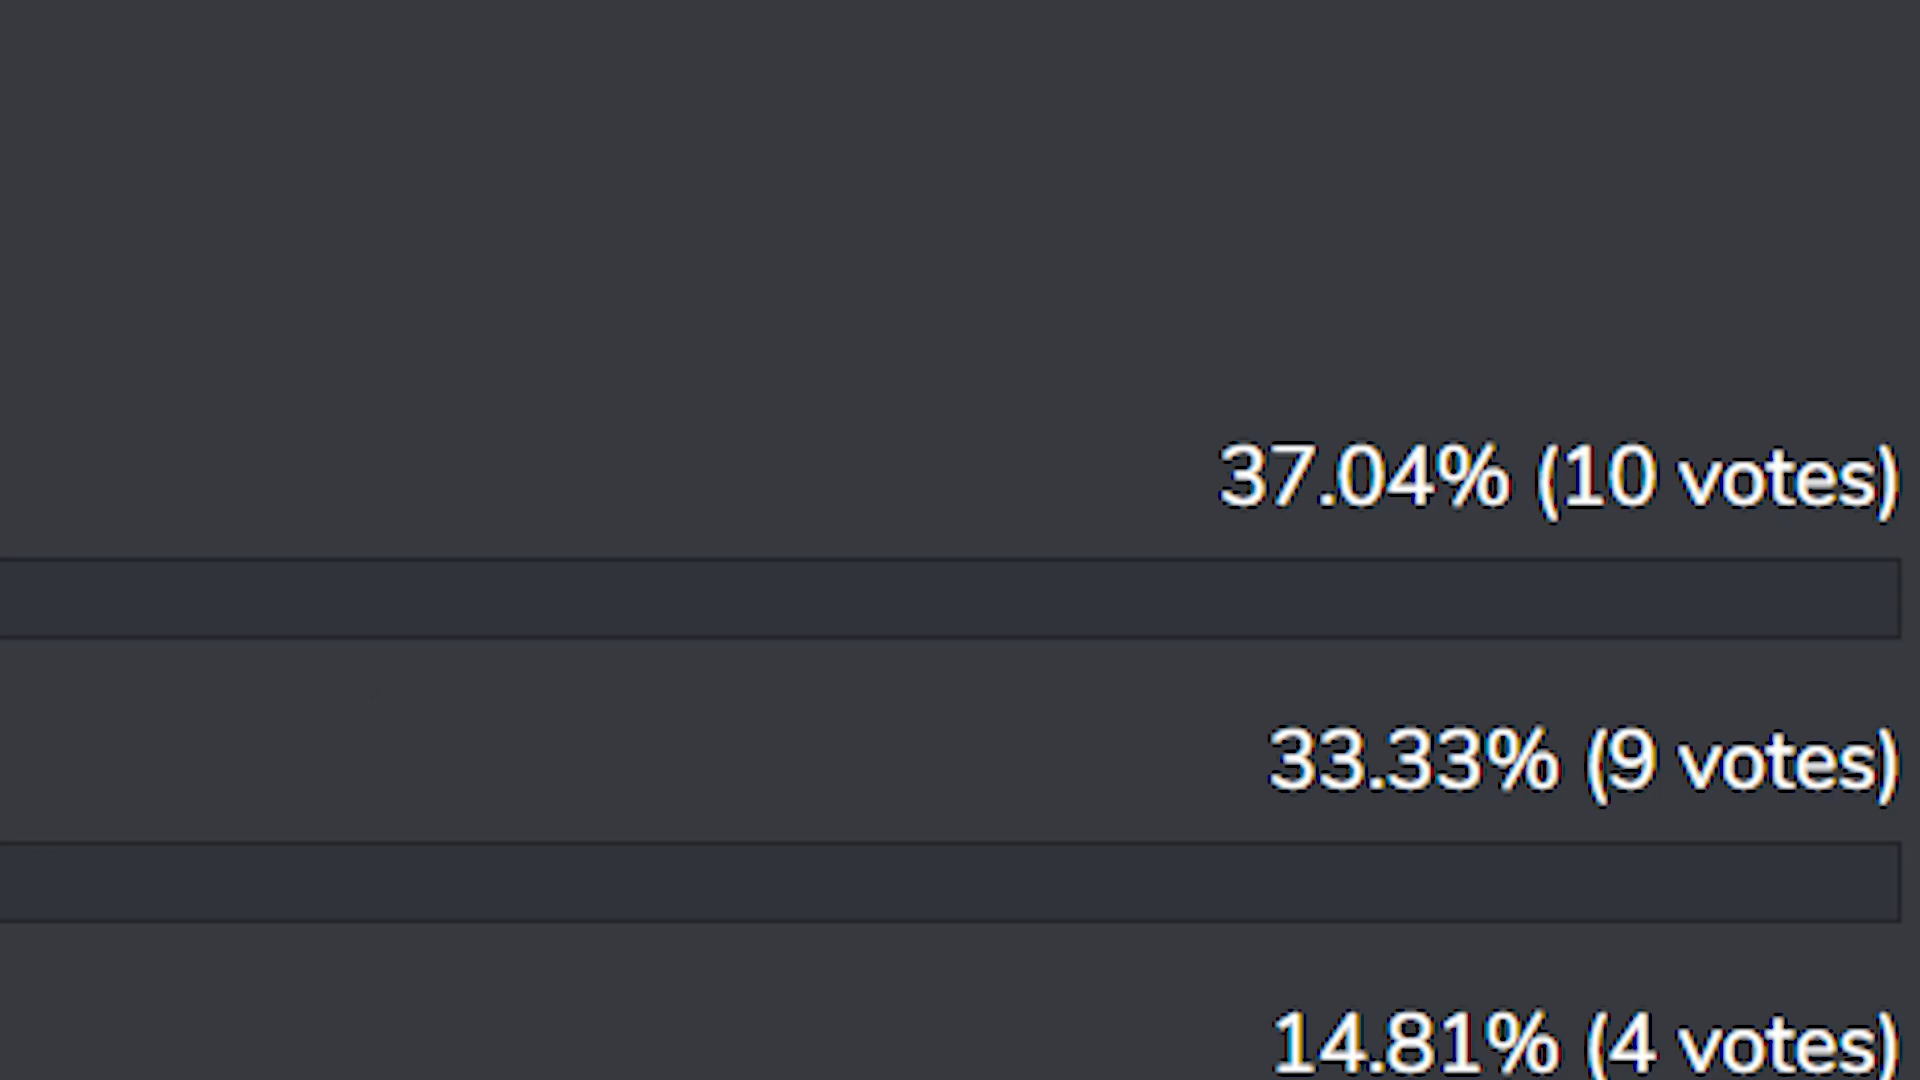 37.04% (10 votes)
33.33% (9 votes)
14.81% (4 votes)